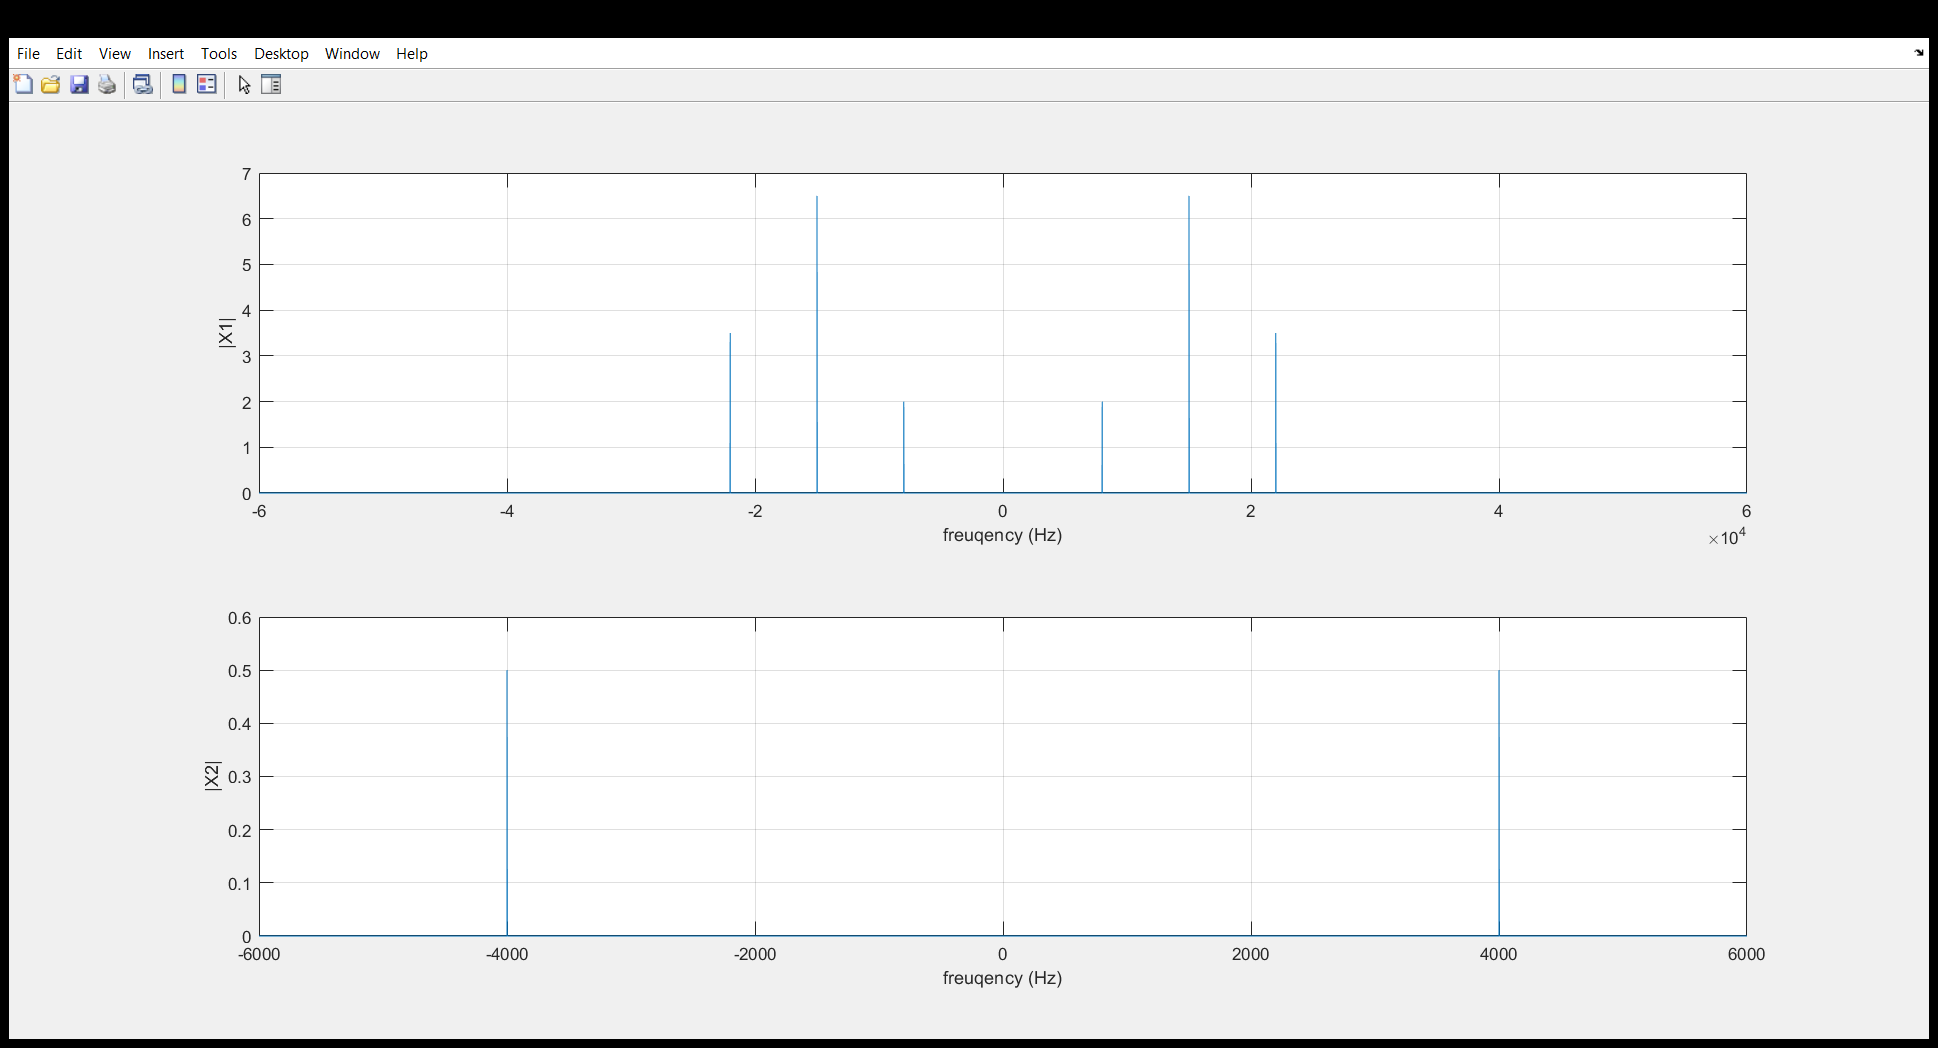 File Edit View Insert Tools Desktop Window Help
7
6
5
4
3
2
1
0
|X1|
-6 -4 -2 0 2 4 6
freuqency (Hz)
×10^4
0.6
0.5
0.4
0.3
0.2
0.1
0
|X2|
-6000 -4000 -2000 0 2000 4000 6000
freuqency (Hz)